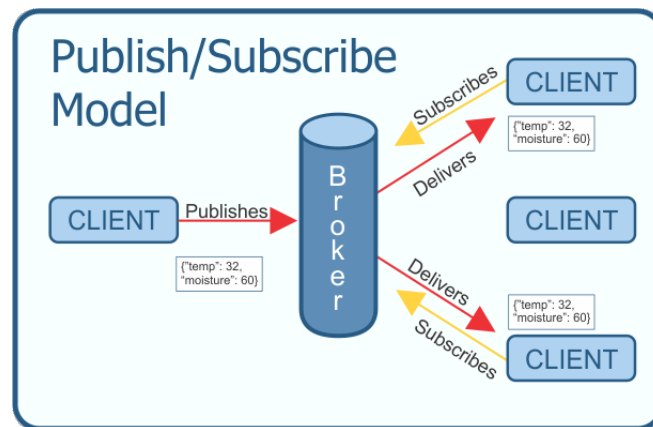 Publish/Subscribe
Model
CLIENT
Publishes
{"temp": 32,
"moisture": 60}
Broker
Subscribes
Delivers
CLIENT
{"temp": 32,
"moisture": 60}
CLIENT
Delivers
Subscribes
{"temp": 32,
"moisture": 60}
CLIENT